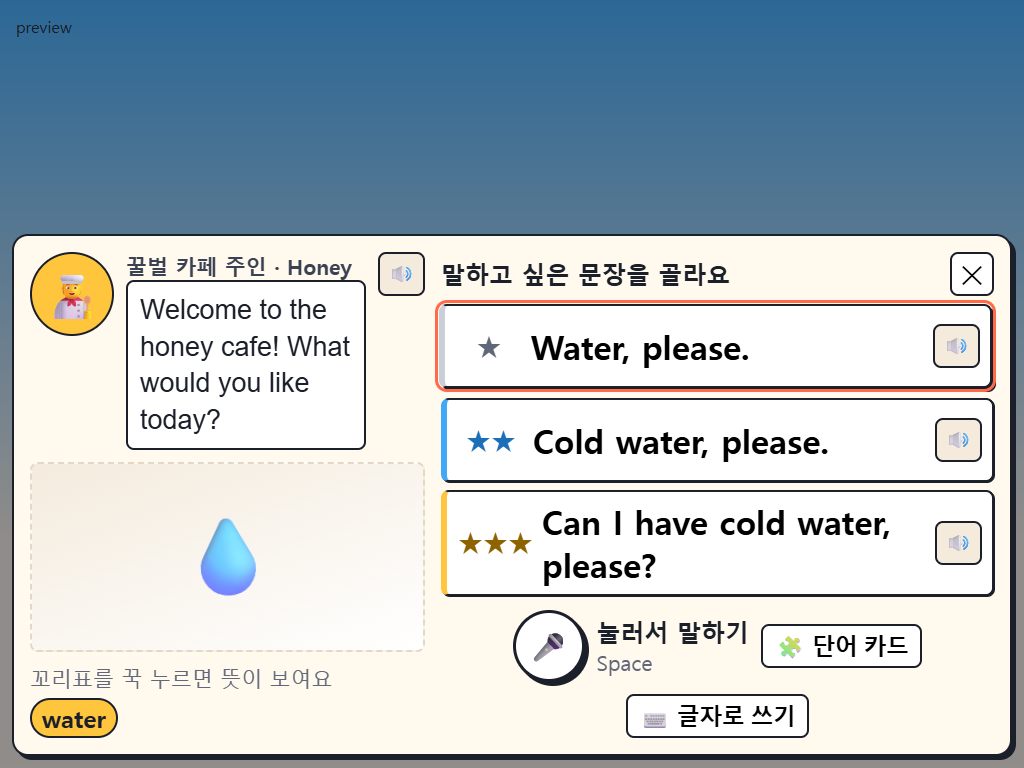 preview
꿀벌 카페 주인 · Honey
Welcome to the
honey cafe! What
would you like
today?
꼬리표를 꾹 누르면 뜻이 보여요
water
말하고 싶은 문장을 골라요
★ Water, please.
★★ Cold water, please.
★★★ Can I have cold water,
please?
눌러서 말하기
Space
단어 카드
글자로 쓰기